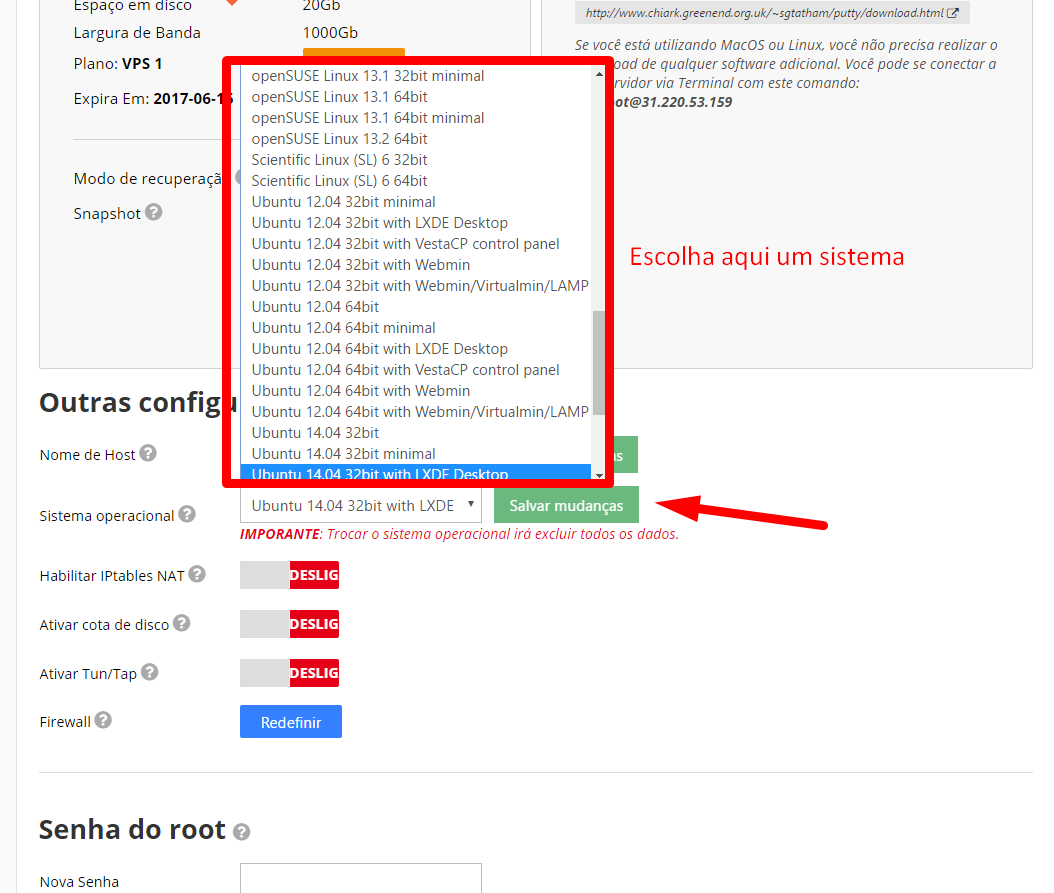 Espaço em disco 20Gb
Largura de Banda 1000Gb
Plano: VPS 1
Expira Em: 2017-06-15
Modo de recuperaçã
Snapshot ?
http://www.chiark.greenend.org.uk/~sgtatham/putty/download.html
Se você está utilizando MacOS ou Linux, você não precisa realizar o
oad de qualquer software adicional. Você pode se conectar a
ervidor via Terminal com este comando:
ot@31.220.53.159
openSUSE Linux 13.1 32bit minimal
openSUSE Linux 13.1 64bit
openSUSE Linux 13.1 64bit minimal
openSUSE Linux 13.2 64bit
Scientific Linux (SL) 6 32bit
Scientific Linux (SL) 6 64bit
Ubuntu 12.04 32bit minimal
Ubuntu 12.04 32bit with LXDE Desktop
Ubuntu 12.04 32bit with VestaCP control panel
Ubuntu 12.04 32bit with Webmin
Ubuntu 12.04 32bit with Webmin/Virtualmin/LAMP
Ubuntu 12.04 64bit
Ubuntu 12.04 64bit minimal
Ubuntu 12.04 64bit with LXDE Desktop
Ubuntu 12.04 64bit with VestaCP control panel
Ubuntu 12.04 64bit with Webmin
Ubuntu 12.04 64bit with Webmin/Virtualmin/LAMP
Ubuntu 14.04 32bit
Ubuntu 14.04 32bit minimal
Ubuntu 14.04 32bit with LXDE Desktop
Escolha aqui um sistema
Outras configu
Nome de Host ? s
Sistema operacional ? Ubuntu 14.04 32bit with LXDE Salvar mudanças
IMPORANTE: Trocar o sistema operacional irá excluir todos os dados.
Habilitar IPtables NAT ? DESLIG
Ativar cota de disco ? DESLIG
Ativar Tun/Tap ? DESLIG
Firewall ? Redefinir
Senha do root ?
Nova Senha